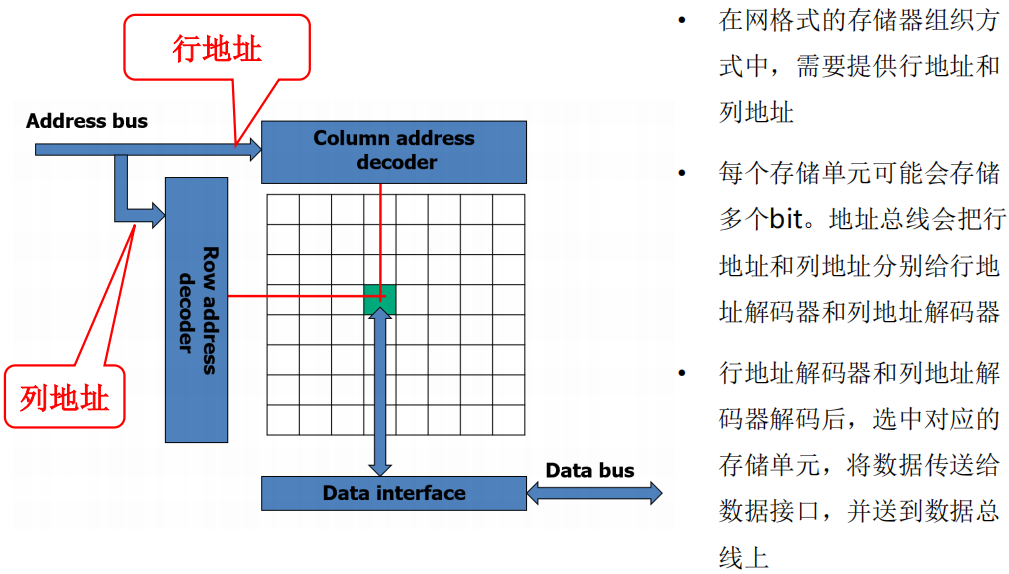 行地址
Address bus
Column address
decoder
Row address
decoder
列地址
Data interface
Data bus
• 在网格式的存储器组织方
式中，需要提供行地址和
列地址
• 每个存储单元可能会存储
多个bit。地址总线会把行
地址和列地址分别给行地
址解码器和列地址解码器
• 行地址解码器和列地址解
码器解码后，选中对应的
存储单元，将数据传送给
数据接口，并送到数据总
线上